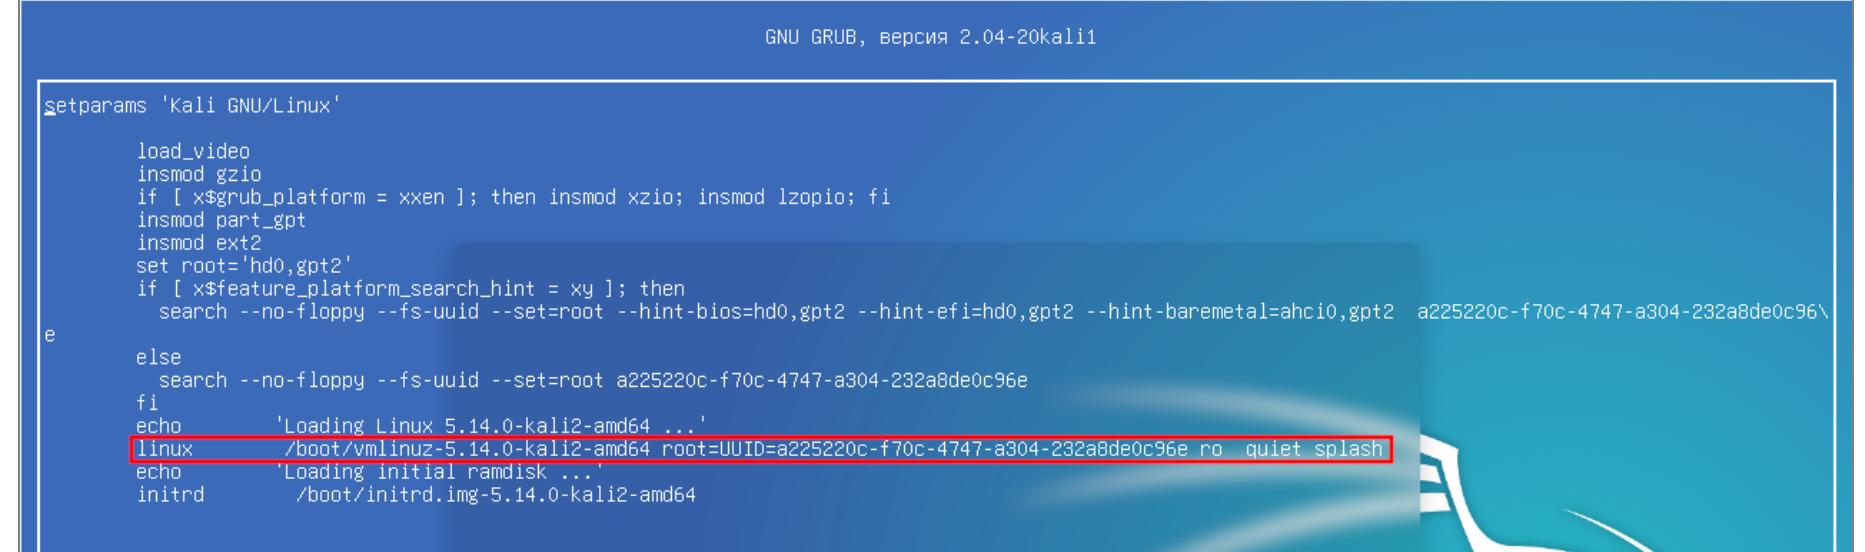 GNU GRUB, версия 2.04-20kali1
setparams 'Kali GNU/Linux'
load_video
insmod gzio
if [ x$grub_platform = xxen ]; then insmod xzio; insmod lzopio; fi
insmod part_gpt
insmod ext2
set root='hd0,gpt2'
if [ x$feature_platform_search_hint = xy ]; then
search --no-floppy --fs-uuid --set=root --hint-bios=hd0,gpt2 --hint-efi=hd0,gpt2 --hint-baremetal=ahci0,gpt2 a225220c-f70c-4747-a304-232a8de0c96\
e
else
search --no-floppy --fs-uuid --set=root a225220c-f70c-4747-a304-232a8de0c96e
fi
echo 'Loading Linux 5.14.0-kali2-amd64 ...'
linux /boot/vmlinuz-5.14.0-kali2-amd64 root=UUID=a225220c-f70c-4747-a304-232a8de0c96e ro quiet splash
echo 'Loading initial ramdisk ...'
initrd /boot/initrd.img-5.14.0-kali2-amd64